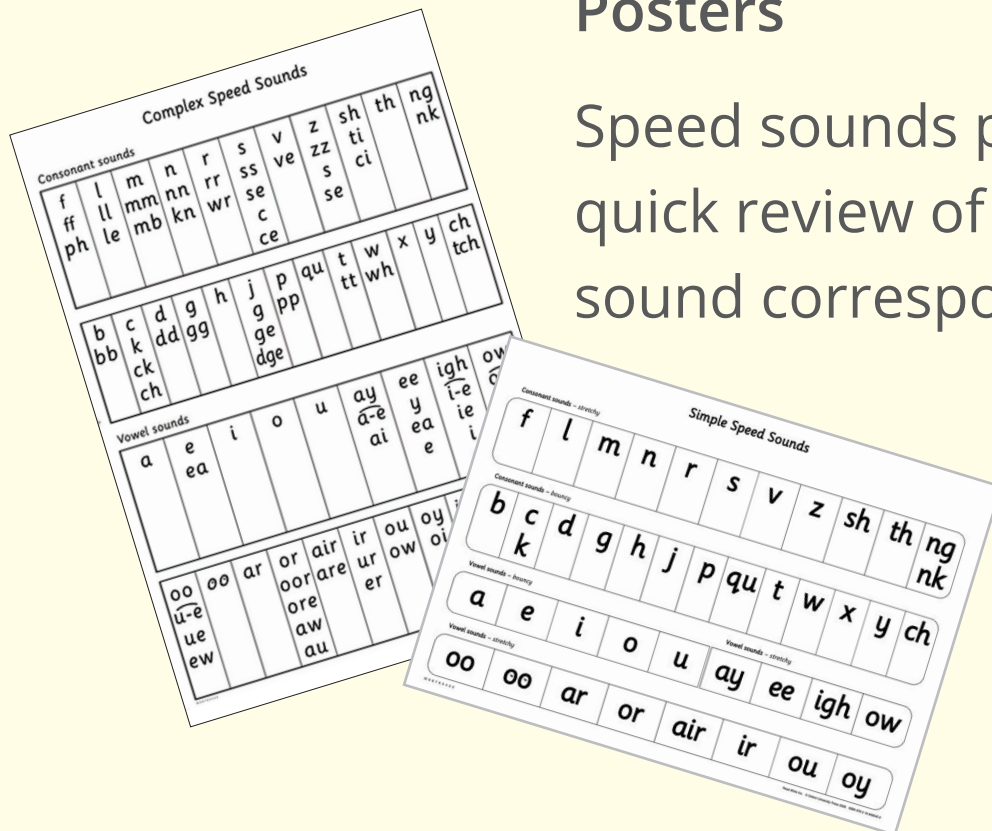 Posters
Speed sounds p
quick review of
sound correspo
Complex Speed Sounds
Consonant sounds
f l m n r s v z sh th ng
ff ll mm nn rr ss ve zz ti nk
ph le mb kn wr se s ci
c se
ce
b c d g h j p qu t w x y ch
bb k dd gg g pp tt wh tch
ck ge
ch dge
Vowel sounds
a e i o u ay ee igh ow
ea a-e y i-e
ai ea ie
e i
oo oo ar or air ir ou oy
u-e oor are ur ow oi
ue ore er
ew aw
au
Simple Speed Sounds
Consonant sounds – stretchy
f l m n r s v z sh th ng
nk
Consonant sounds – bouncy
b c d g h j p qu t w x y ch
k
Vowel sounds – bouncy
Vowel sounds – stretchy
a e i o u ay ee igh ow
Vowel sounds – stretchy
oo oo ar or air ir ou oy